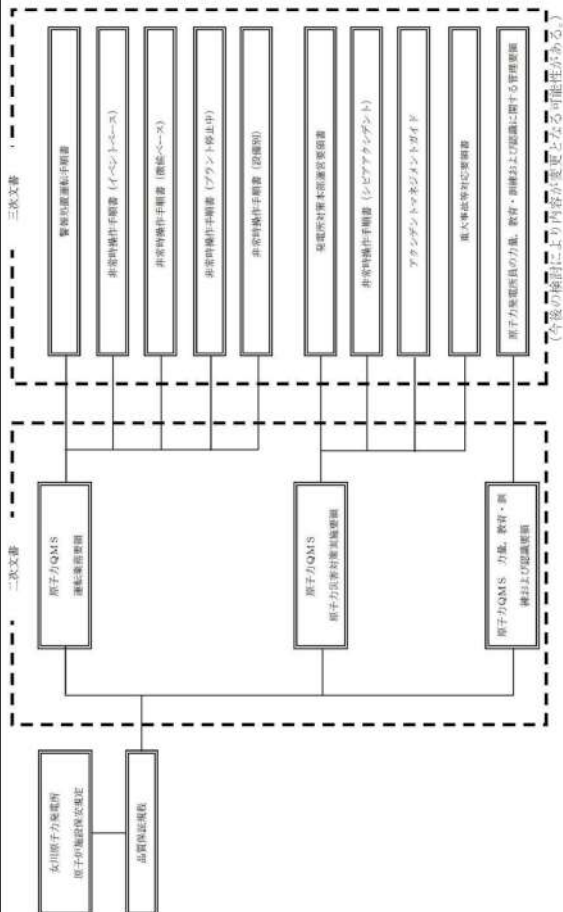 女川原子力発電所
原子炉施設保安規定
品質保証規程
二次文書
原子力QMS
運転業務要領
原子力QMS
原子力災害対策実施要領
原子力QMS 力量,教育・訓
練および認識要領
三次文書
警報処置運転手順書
非常時操作手順書（イベントベース）
非常時操作手順書（徴候ベース）
非常時操作手順書（プラント停止中）
非常時操作手順書（設備別）
発電所対策本部運営要領書
非常時操作手順書（シビアアクシデント）
アクシデントマネジメントガイド
重大事故等対応要領書
原子力発電所員の力量，教育・訓練および認識に関する管理要領
（今後の検討により内容が変更となる可能性がある。）